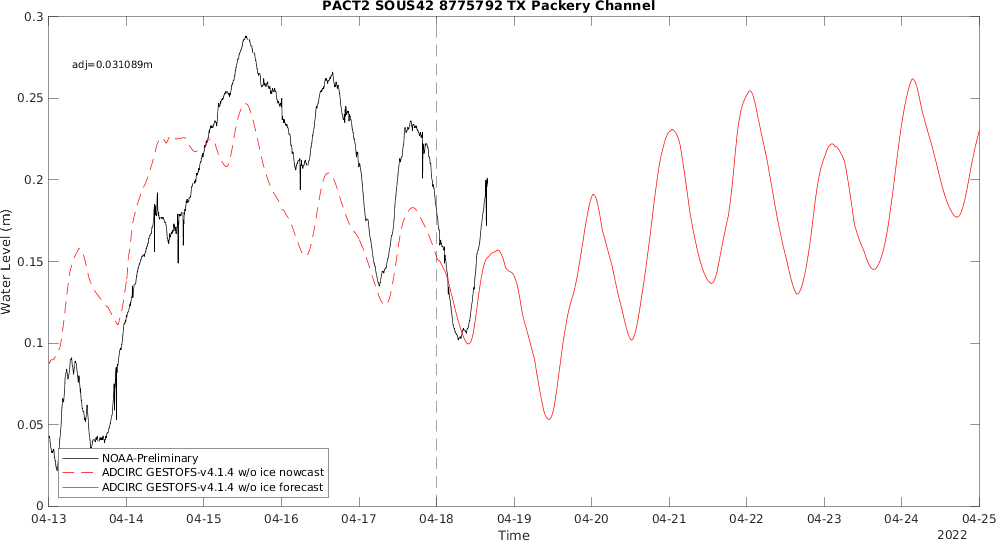 PACT2 SOUS42 8775792 TX Packery Channel
adj=0.031089m
Water Level (m)
0.3
0.25
0.2
0.15
0.1
0.05
0
NOAA-Preliminary
ADCIRC GESTOFS-v4.1.4 w/o ice nowcast
ADCIRC GESTOFS-v4.1.4 w/o ice forecast
04-13 04-14 04-15 04-16 04-17 04-18 04-19 04-20 04-21 04-22 04-23 04-24 04-25
Time
2022